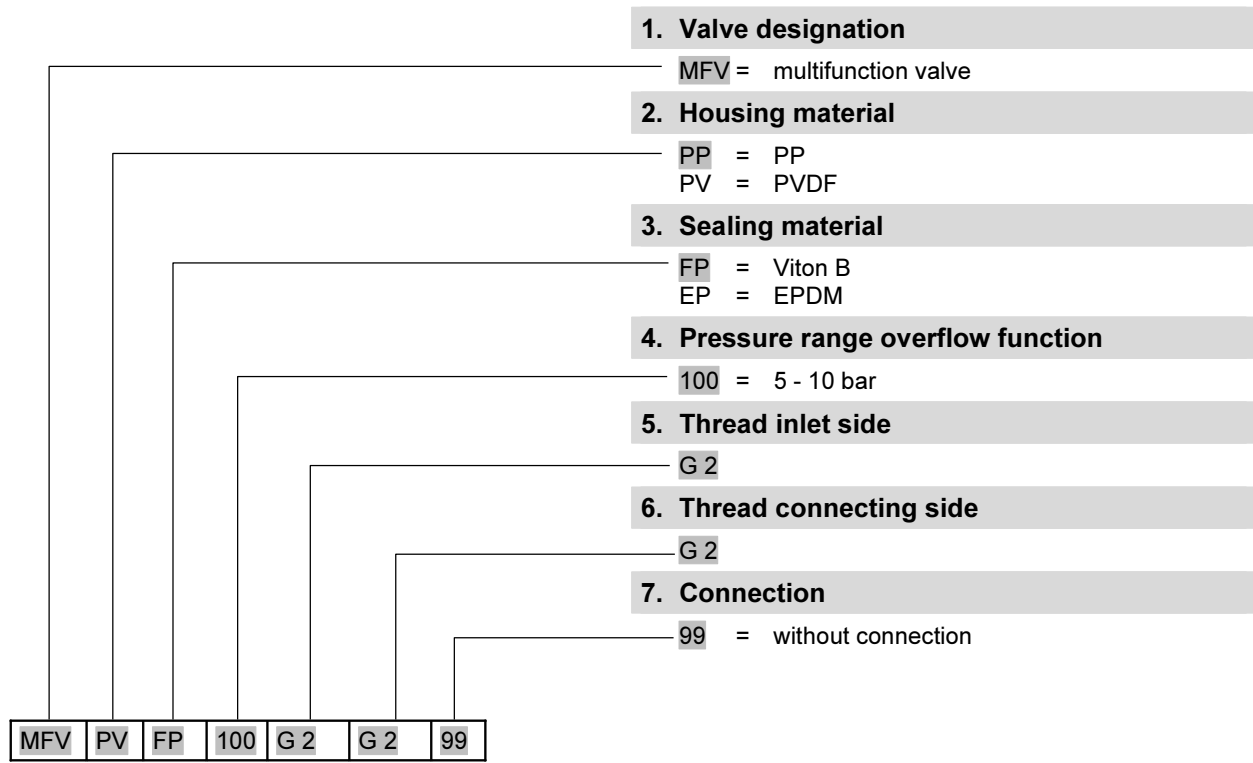 1. Valve designation
MFV = multifunction valve
2. Housing material
PP = PP
PV = PVDF
3. Sealing material
FP = Viton B
EP = EPDM
4. Pressure range overflow function
100 = 5 - 10 bar
5. Thread inlet side
G 2
6. Thread connecting side
G 2
7. Connection
99 = without connection
MFV PV FP 100 G 2 G 2 99